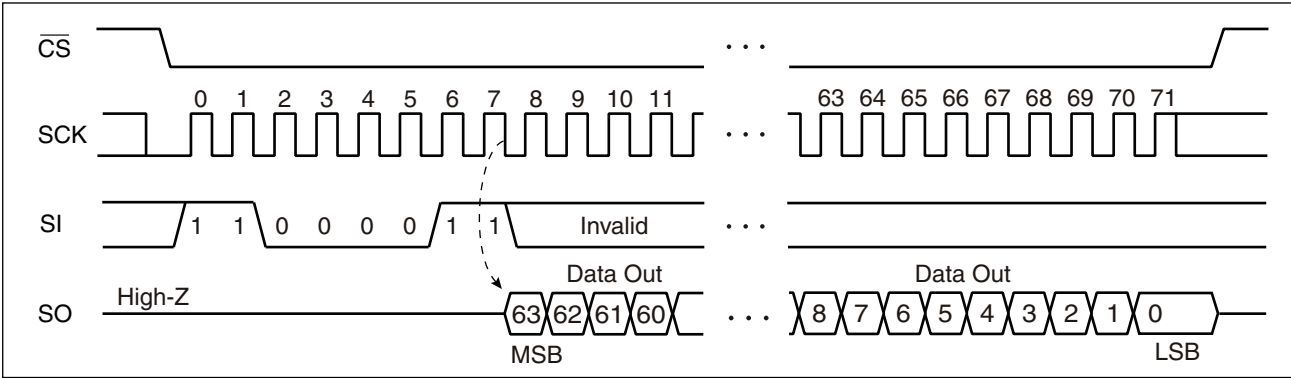 CS
. . .
0 1 2 3 4 5 6 7 8 9 10 11 63 64 65 66 67 68 69 70 71
SCK
. . .
SI
1 1 0 0 0 0 1 1 Invalid
. . .
Data Out Data Out
High-Z
SO
63 62 61 60 . . . 8 7 6 5 4 3 2 1 0
MSB LSB